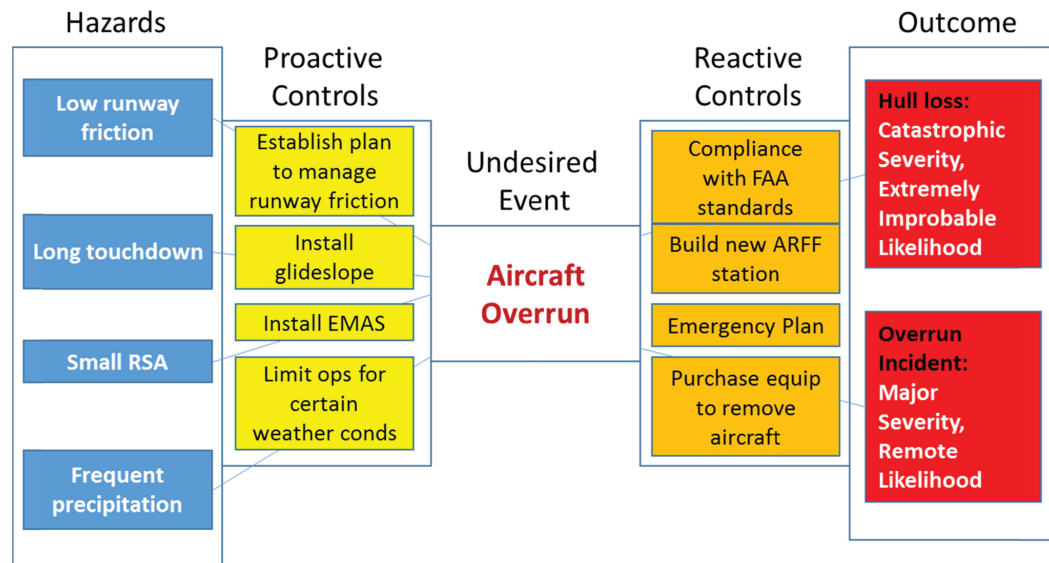 Hazards
Low runway
friction
Long touchdown
Small RSA
Frequent
precipitation
Proactive
Controls
Establish plan
to manage
runway friction
Install
glideslope
Install EMAS
Limit ops for
certain
weather conds
Undesired
Event
Aircraft
Overrun
Reactive
Controls
Compliance
with FAA
standards
Build new ARFF
station
Emergency Plan
Purchase equip
to remove
aircraft
Outcome
Hull loss:
Catastrophic
Severity,
Extremely
Improbable
Likelihood
Overrun
Incident:
Major
Severity,
Remote
Likelihood